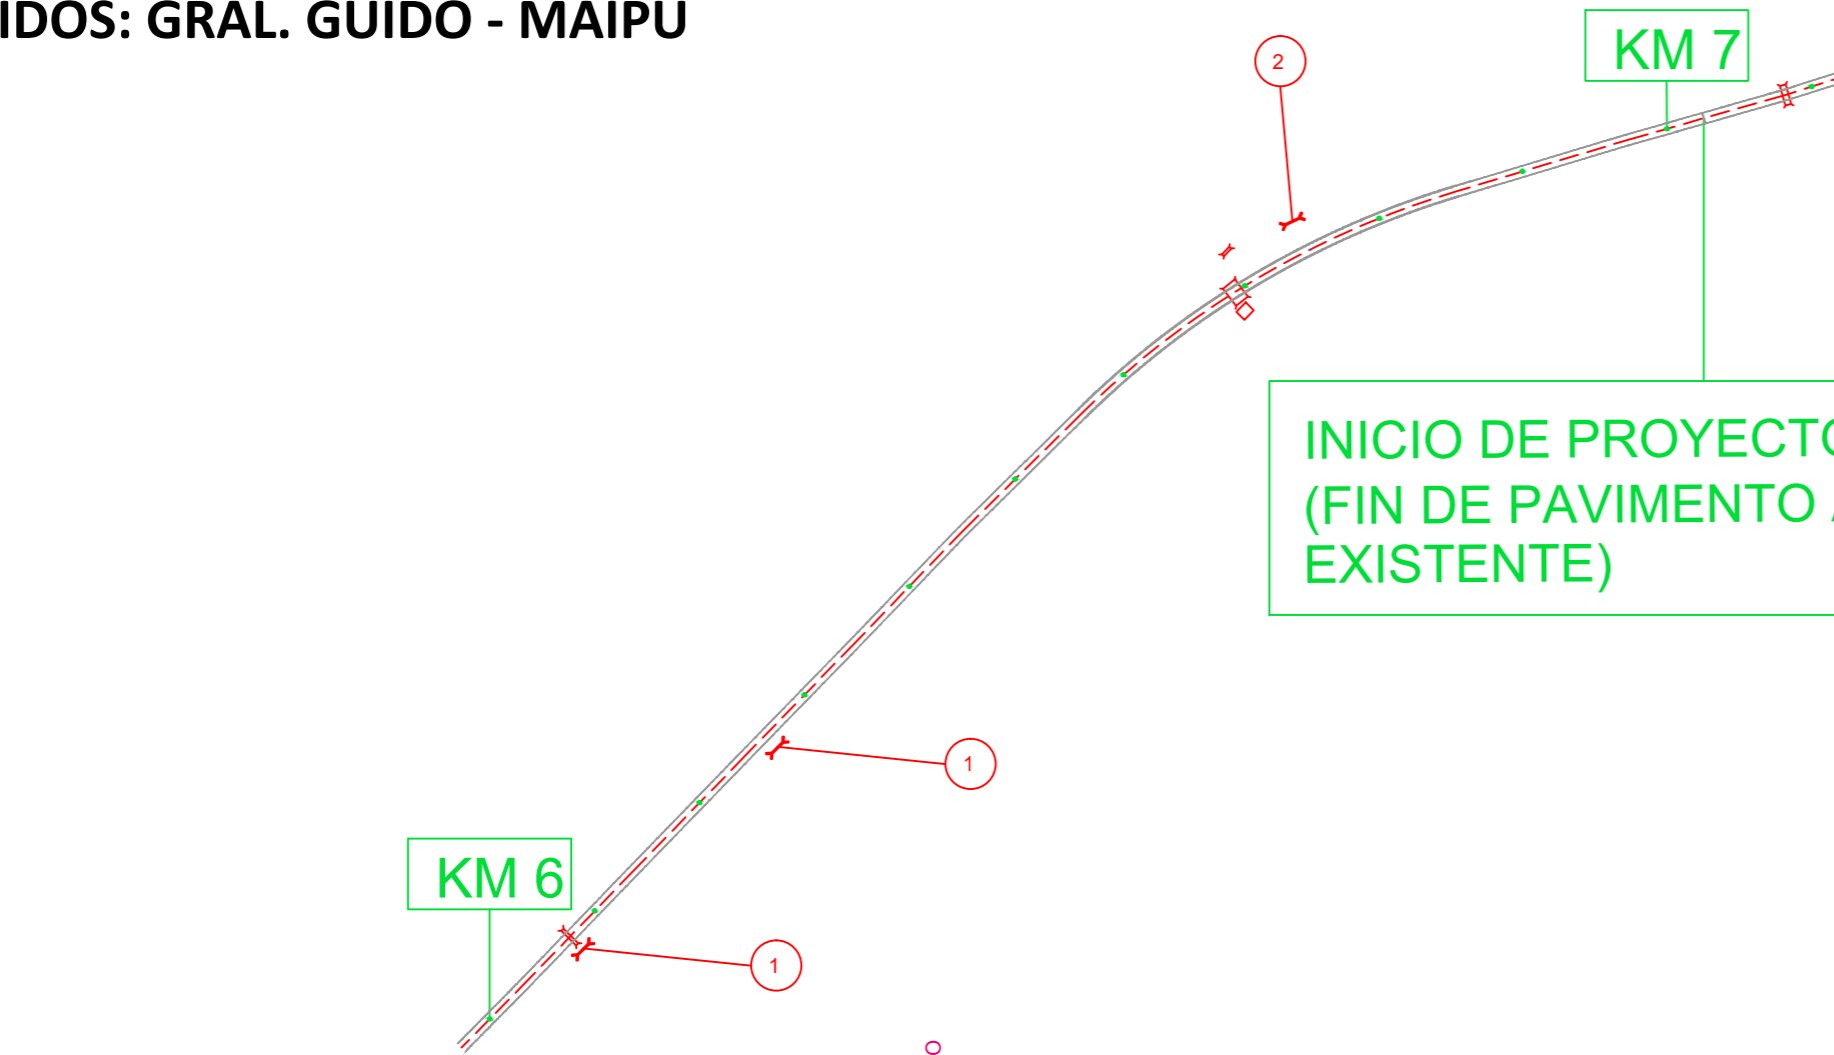 IDOS: GRAL. GUIDO - MAIPU
2
KM 7
INICIO DE PROYECTO
(FIN DE PAVIMENTO
EXISTENTE)
1
KM 6
1
O